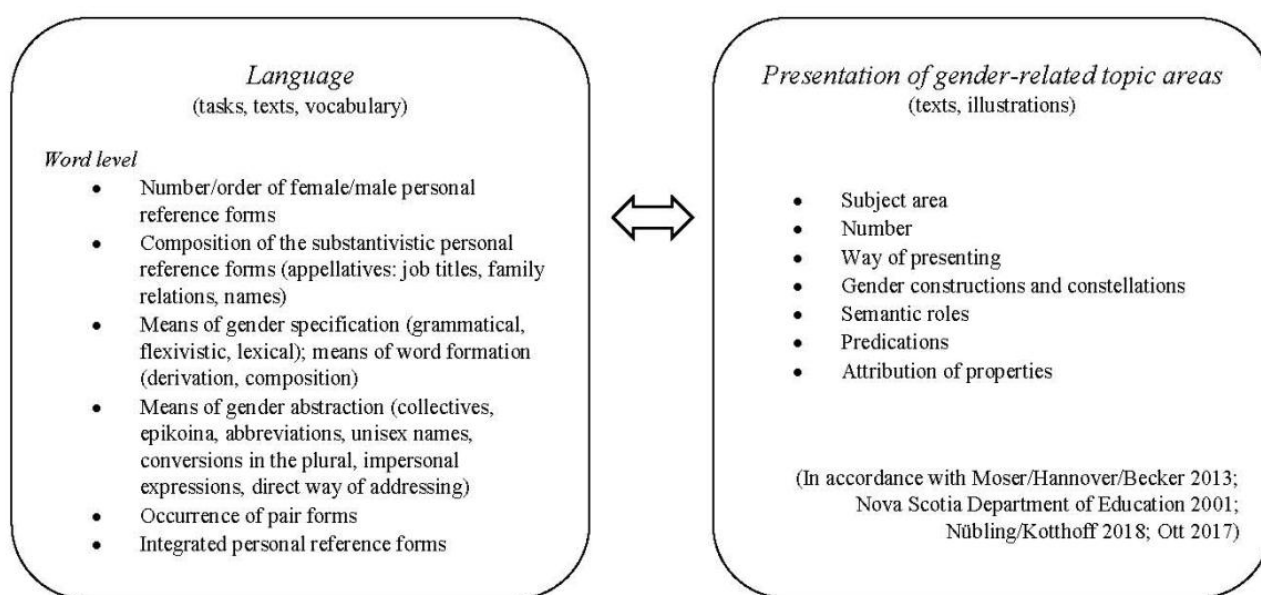 Language
(tasks, texts, vocabulary)
Word level
• Number/order of female/male personal
reference forms
• Composition of the substantivistic personal
reference forms (appellatives: job titles, family
relations, names)
• Means of gender specification (grammatical,
flexivistic, lexical); means of word formation
(derivation, composition)
• Means of gender abstraction (collectives,
epikoina, abbreviations, unisex names,
conversions in the plural, impersonal
expressions, direct way of addressing)
• Occurrence of pair forms
• Integrated personal reference forms
Presentation of gender-related topic areas
(texts, illustrations)
• Subject area
• Number
• Way of presenting
• Gender constructions and constellations
• Semantic roles
• Predications
• Attribution of properties
(In accordance with Moser/Hannover/Becker 2013;
Nova Scotia Department of Education 2001;
Nübling/Kotthoff 2018; Ott 2017)